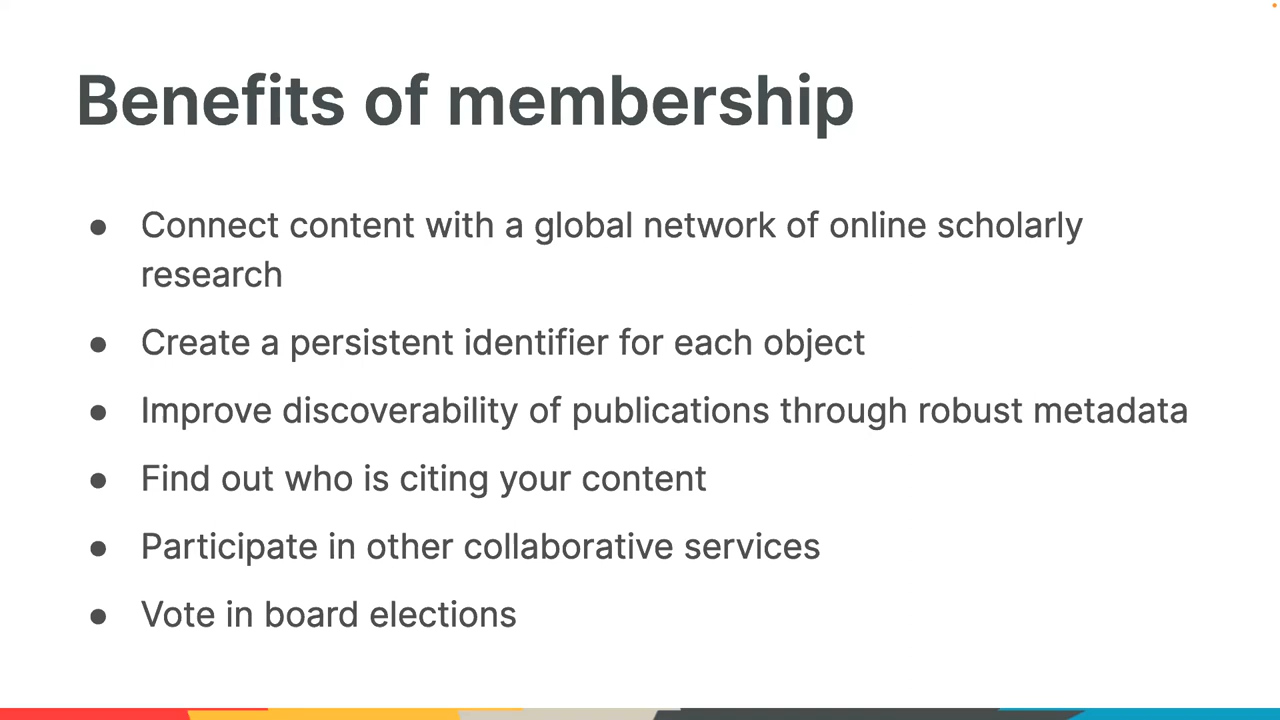 Benefits of membership
● Connect content with a global network of online scholarly
research
● Create a persistent identifier for each object
● Improve discoverability of publications through robust metadata
● Find out who is citing your content
● Participate in other collaborative services
● Vote in board elections